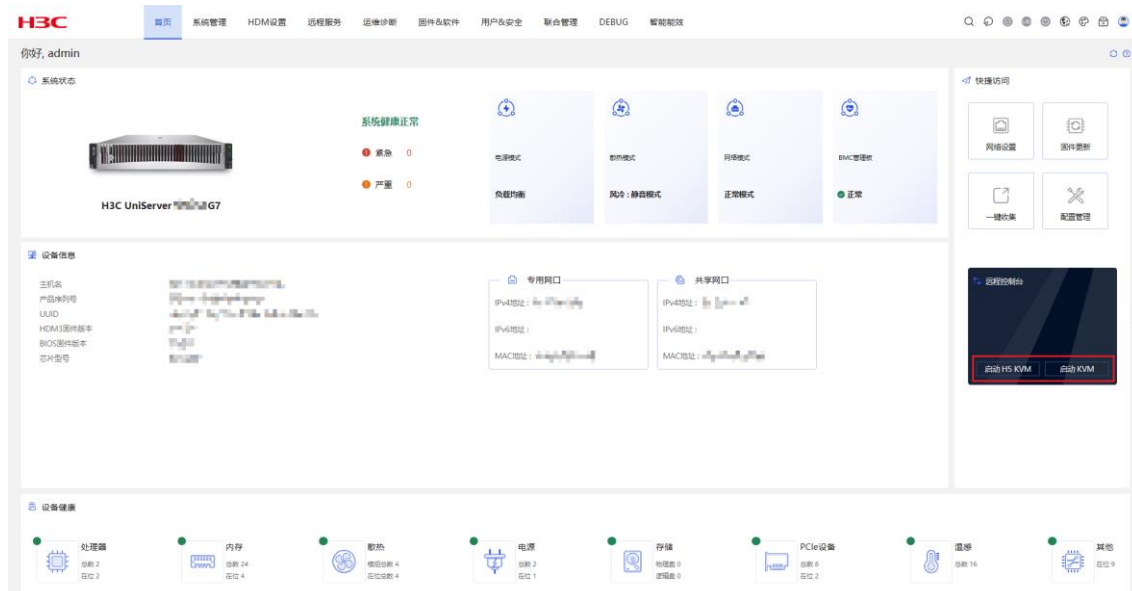 H3C 首页 系统管理 HDM设置 远程服务 运维诊断 固件&软件 用户&安全 联合管理 DEBUG 智能能效
你好, admin
系统状态
系统健康正常
紧急 0
严重 0
H3C UniServer G7
电源模式 散热模式 网络模式 BMC管理板
负载均衡 风冷：静音模式 正常模式 正常
快捷访问
网络设置 固件更新
一键收集 配置管理
设备信息
主机名
产品序列号
UUID
HDM3固件版本
BIOS固件版本
芯片型号
专用网口
IPv4地址：
IPv6地址：
MAC地址：
共享网口
IPv4地址：
IPv6地址：
MAC地址：
远程控制台
启动 H5 KVM 启动 KVM
设备健康
处理器
总数 2
在位 2
内存
总数 24
在位 4
散热
模组总数 4
在位总数 4
电源
总数 2
在位 1
存储
物理盘 0
逻辑盘 0
PCIe设备
总数 8
在位 2
温感
总数 16
其他
在位 9